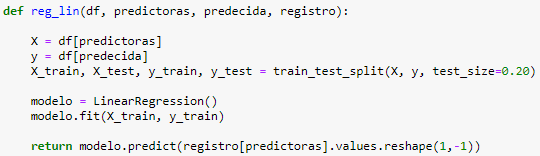 def reg_lin(df, predictoras, predecida, registro):
X = df[predictoras]
y = df[predecida]
X_train, X_test, y_train, y_test = train_test_split(X, y, test_size=0.20)
modelo = LinearRegression()
modelo.fit(X_train, y_train)
return modelo.predict(registro[predictoras].values.reshape(1,-1))